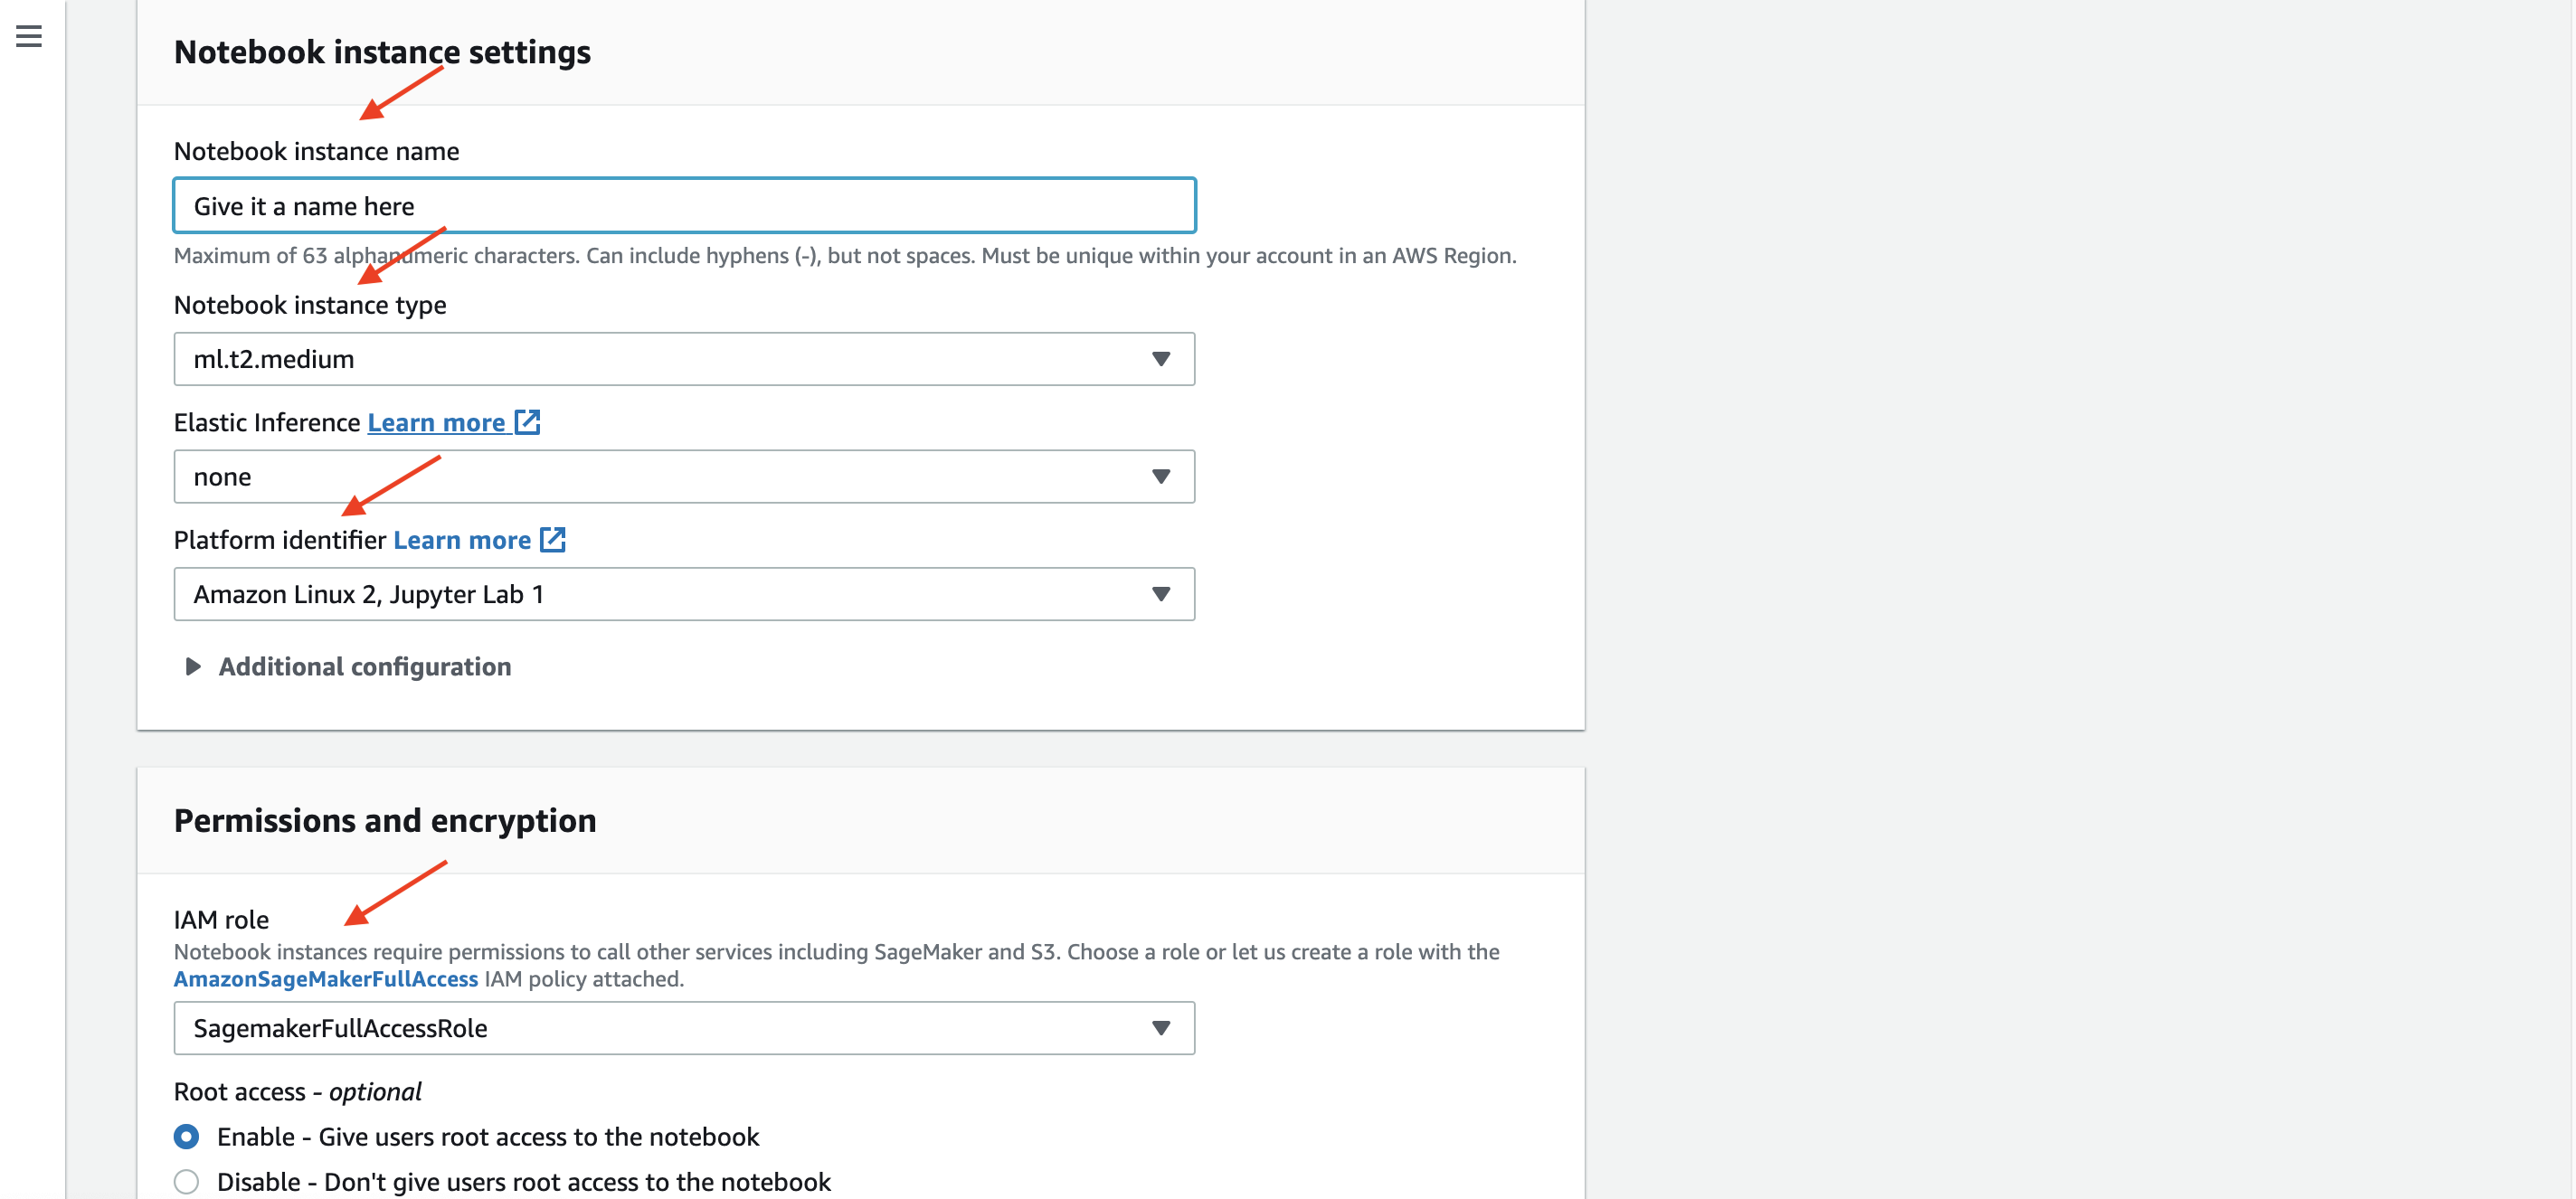 Notebook instance settings
Notebook instance name
Give it a name here
Maximum of 63 alphanumeric characters. Can include hyphens (-), but not spaces. Must be unique within your account in an AWS Region.
Notebook instance type
ml.t2.medium
Elastic Inference Learn more
none
Platform identifier Learn more
Amazon Linux 2, Jupyter Lab 1
Additional configuration
Permissions and encryption
IAM role
Notebook instances require permissions to call other services including SageMaker and S3. Choose a role or let us create a role with the
AmazonSageMakerFullAccess IAM policy attached.
SagemakerFullAccessRole
Root access - optional
Enable - Give users root access to the notebook
Disable - Don't give users root access to the notebook